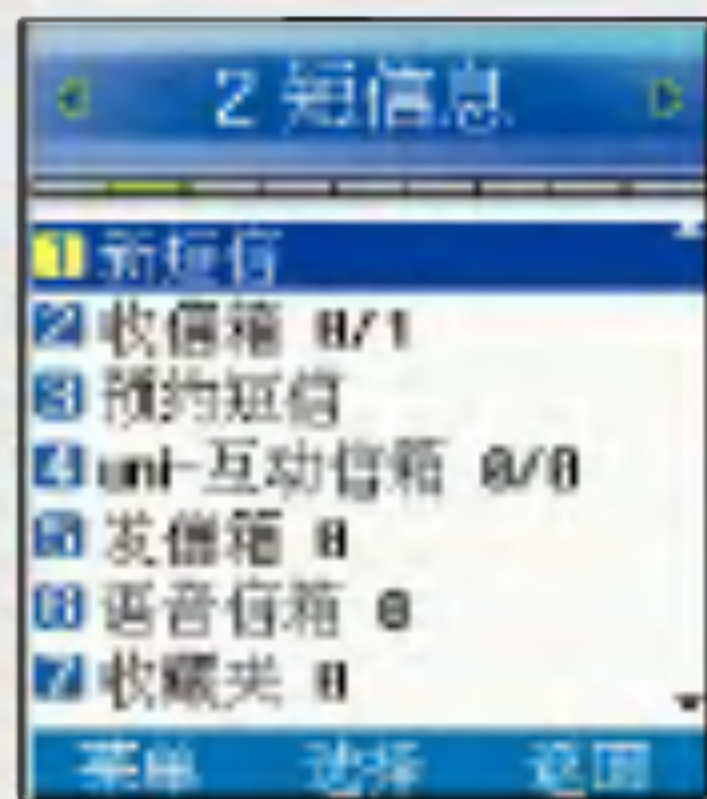 2 短信息
1 新短信
2 收信箱 0/1
3 预约短信
4 uni-互动信箱 0/0
5 发信箱 0
6 语音信箱 0
7 收藏夹 0
菜单 选择 返回